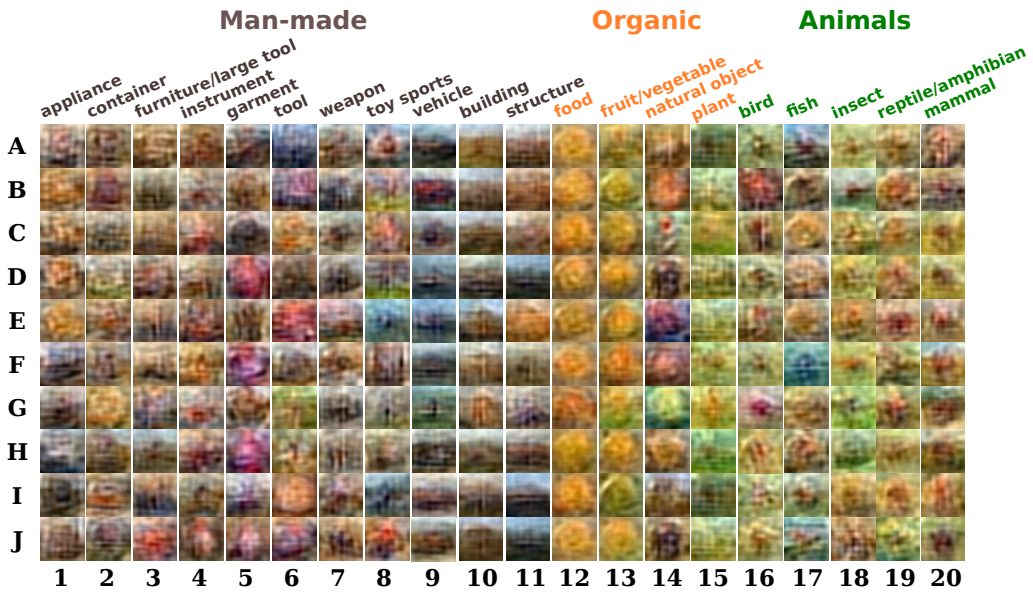 Man-made Organic Animals
appliance container furniture/large tool instrument garment tool weapon toy sports vehicle building structure food fruit/vegetable natural object plant bird fish insect reptile/amphibian mammal
A
B
C
D
E
F
G
H
I
J
1 2 3 4 5 6 7 8 9 10 11 12 13 14 15 16 17 18 19 20